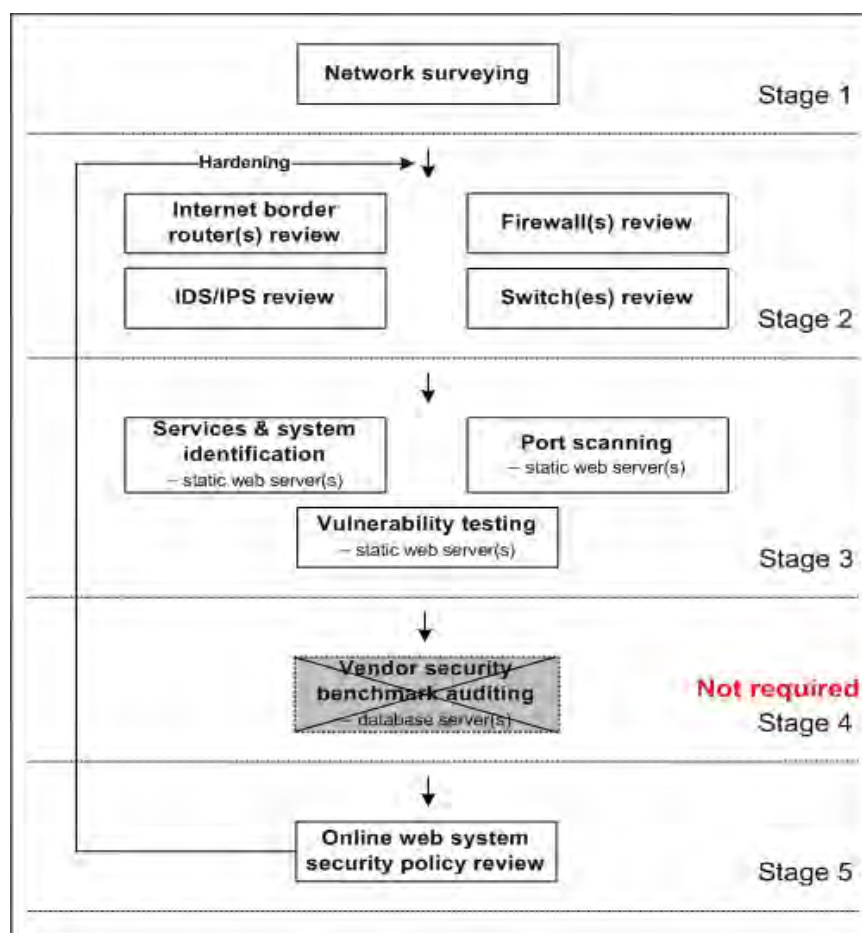 Network surveying
Stage 1
Hardening
Internet border
router(s) review
Firewall(s) review
IDS/IPS review
Switch(es) review
Stage 2
Services & system
identification
– static web server(s)
Port scanning
– static web server(s)
Vulnerability testing
– static web server(s)
Stage 3
Vendor security
benchmark auditing
– database server(s)
Not required
Stage 4
Online web system
security policy review
Stage 5